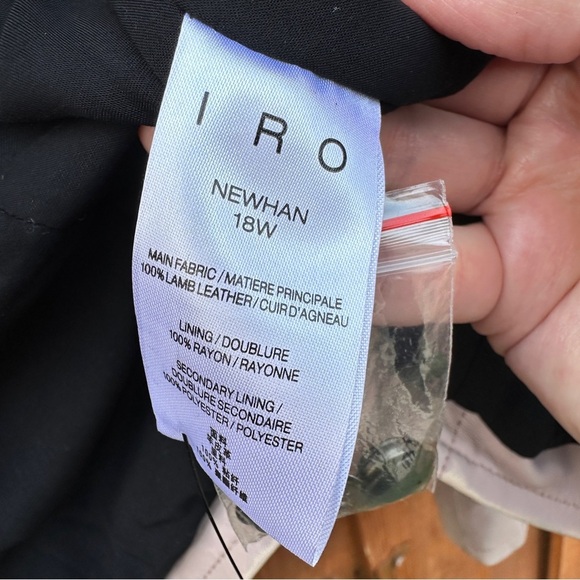 I R O
NEWHAN
18W
MAIN FABRIC / MATIERE PRINCIPALE
100% LAMB LEATHER / CUIR D'AGNEAU
LINING / DOUBLURE
100% RAYON / RAYONNE
SECONDARY LINING /
DOUBLURE SECONDAIRE
100% POLYESTER / POLYESTER